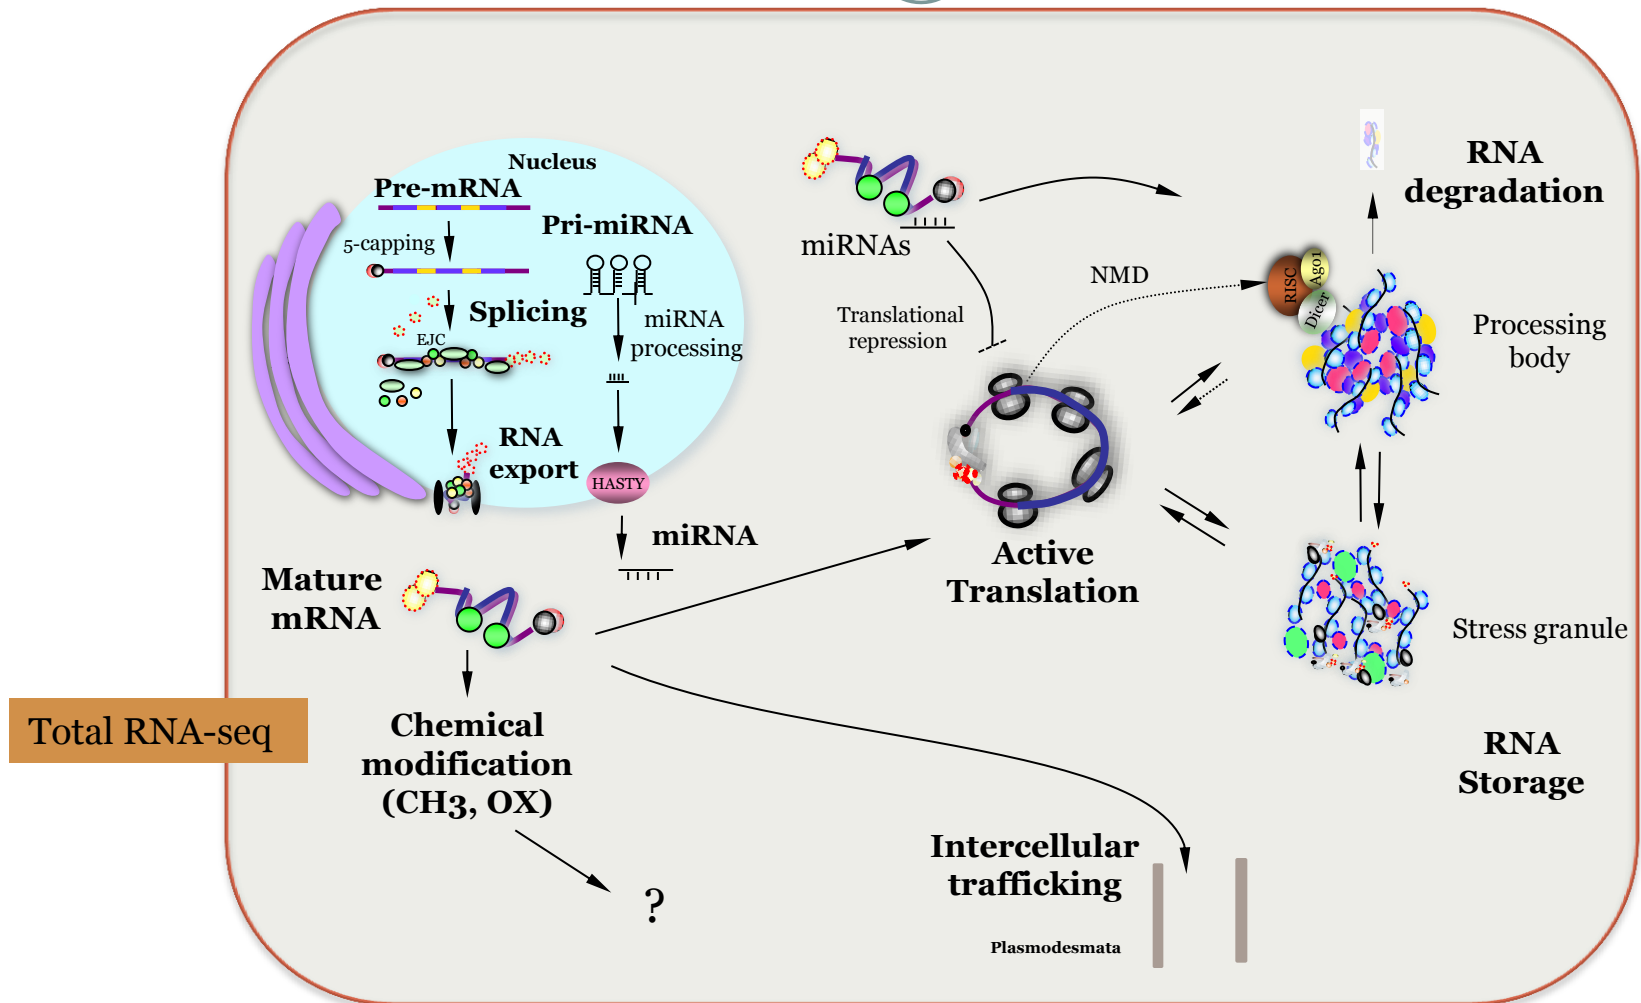 Nucleus
Pre-mRNA
Pri-miRNA
5-capping
Splicing
EJC
miRNA
processing
RNA
export
HASTY
miRNA
Mature
mRNA
Total RNA-seq
Chemical
modification
(CH3, OX)
?
miRNAs
Translational
repression
NMD
Active
Translation
RISC
Ago1
Dicer
RNA
degradation
Processing
body
Stress granule
RNA
Storage
Intercellular
trafficking
Plasmodesmata